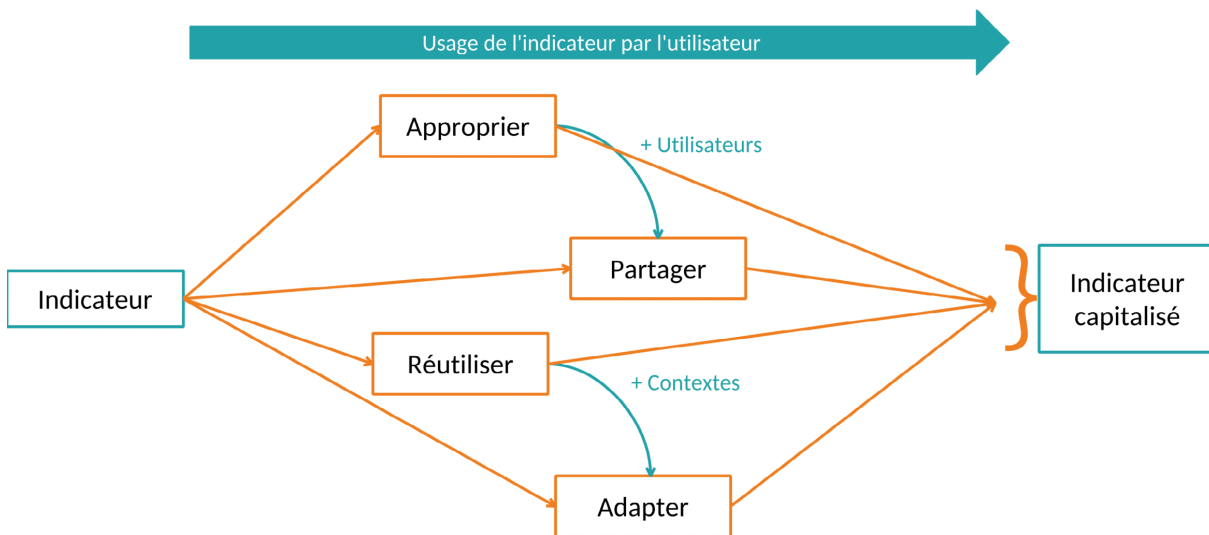 Usage de l'indicateur par l'utilisateur
Approprier
+ Utilisateurs
Partager
Indicateur
Indicateur
capitalisé
Réutiliser
+ Contextes
Adapter